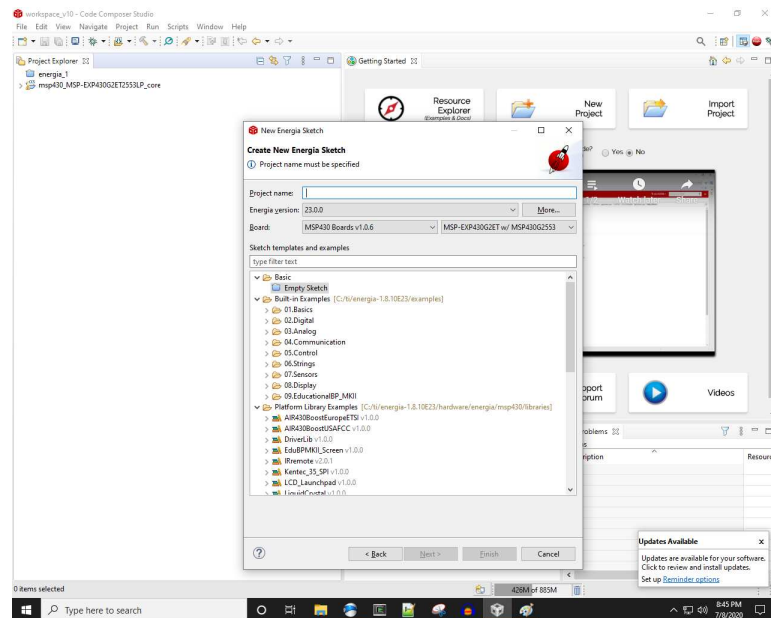 workspace_v10 - Code Composer Studio
File Edit View Navigate Project Run Scripts Window Help
Project Explorer
energia_1
msp430_MSP-EXP430G2ET2553LP_core
Getting Started
Resource Explorer
(Examples & Docs)
New Project
Import Project
Yes No
New Energia Sketch
Create New Energia Sketch
Project name must be specified
Project name:
Energia version: 23.0.0 More...
Board: MSP430 Boards v1.0.6 MSP-EXP430G2ET w/ MSP430G2553
Sketch templates and examples
type filter text
Basic
Empty Sketch
Built-in Examples [C:/ti/energia-1.8.10E23/examples]
01.Basics
02.Digital
03.Analog
04.Communication
05.Control
06.Strings
07.Sensors
08.Display
09.EducationalBP_MKII
Platform Library Examples [C:/ti/energia-1.8.10E23/hardware/energia/msp430/libraries]
AIR430BoostEuropeETSI v1.0.0
AIR430BoostUSAFCC v1.0.0
DriverLib v1.0.0
EduBPMKII_Screen v1.0.0
IRremote v2.0.1
Kentec_35_SPI v1.0.0
LCD_Launchpad v1.0.0
LiquidCrystal v1.0.0
< Back Next > Finish Cancel
pport
orum
Videos
roblems
ription
Resour
Updates Available x
Updates are available for your software.
Click to review and install updates.
Set up Reminder options
0 items selected
426M of 885M
Type here to search
8:45 PM
7/8/2020